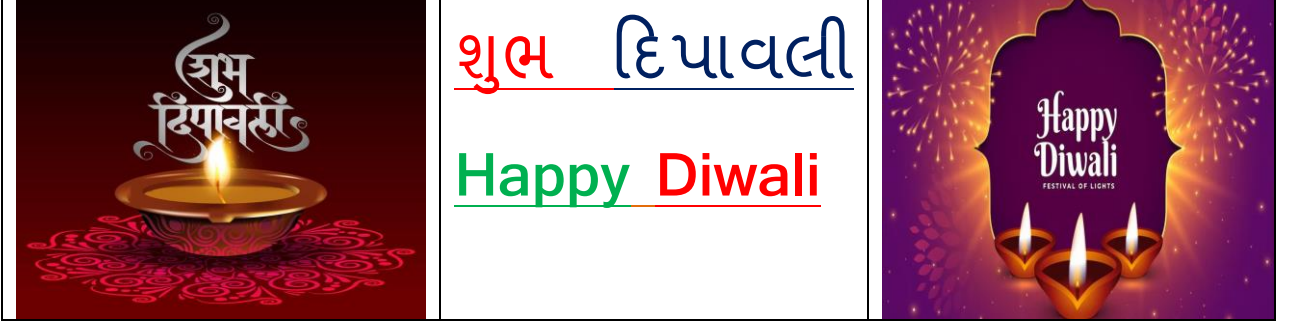 शुभ
दिपावली
શુભ દિપાવલી
Happy Diwali
Happy
Diwali
FESTIVAL OF LIGHTS